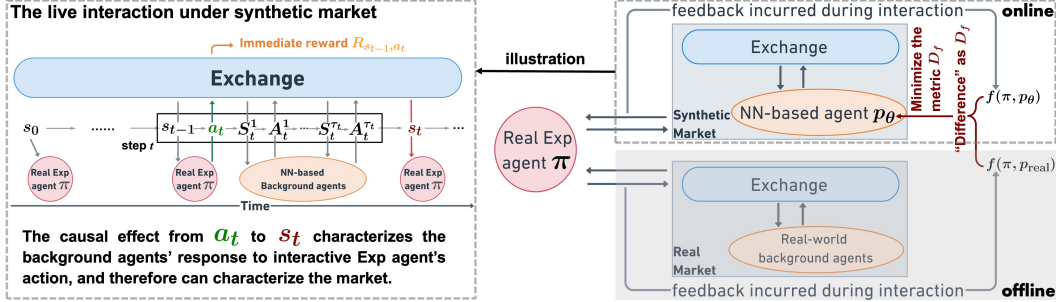 The live interaction under synthetic market
Immediate reward R_{s_{t-1},a_t}
Exchange
s_0 ...... s_{t-1} a_t S_t^1 A_t^1 ...... S_t^{τ_t} A_t^{τ_t} s_t ...
step t
Real Exp
agent π
Real Exp
agent π
NN-based
Background agents
Real Exp
agent π
Time
The causal effect from a_t to s_t characterizes the
background agents' response to interactive Exp agent's
action, and therefore can characterize the market.
illustration
Real Exp
agent π
feedback incurred during interaction
online
Exchange
NN-based agent p_θ
Synthetic
Market
Minimize the
metric D_f
"Difference" as D_f
f(π, p_θ)
f(π, p_real)
Exchange
Real-world
background agents
Real
Market
feedback incurred during interaction
offline